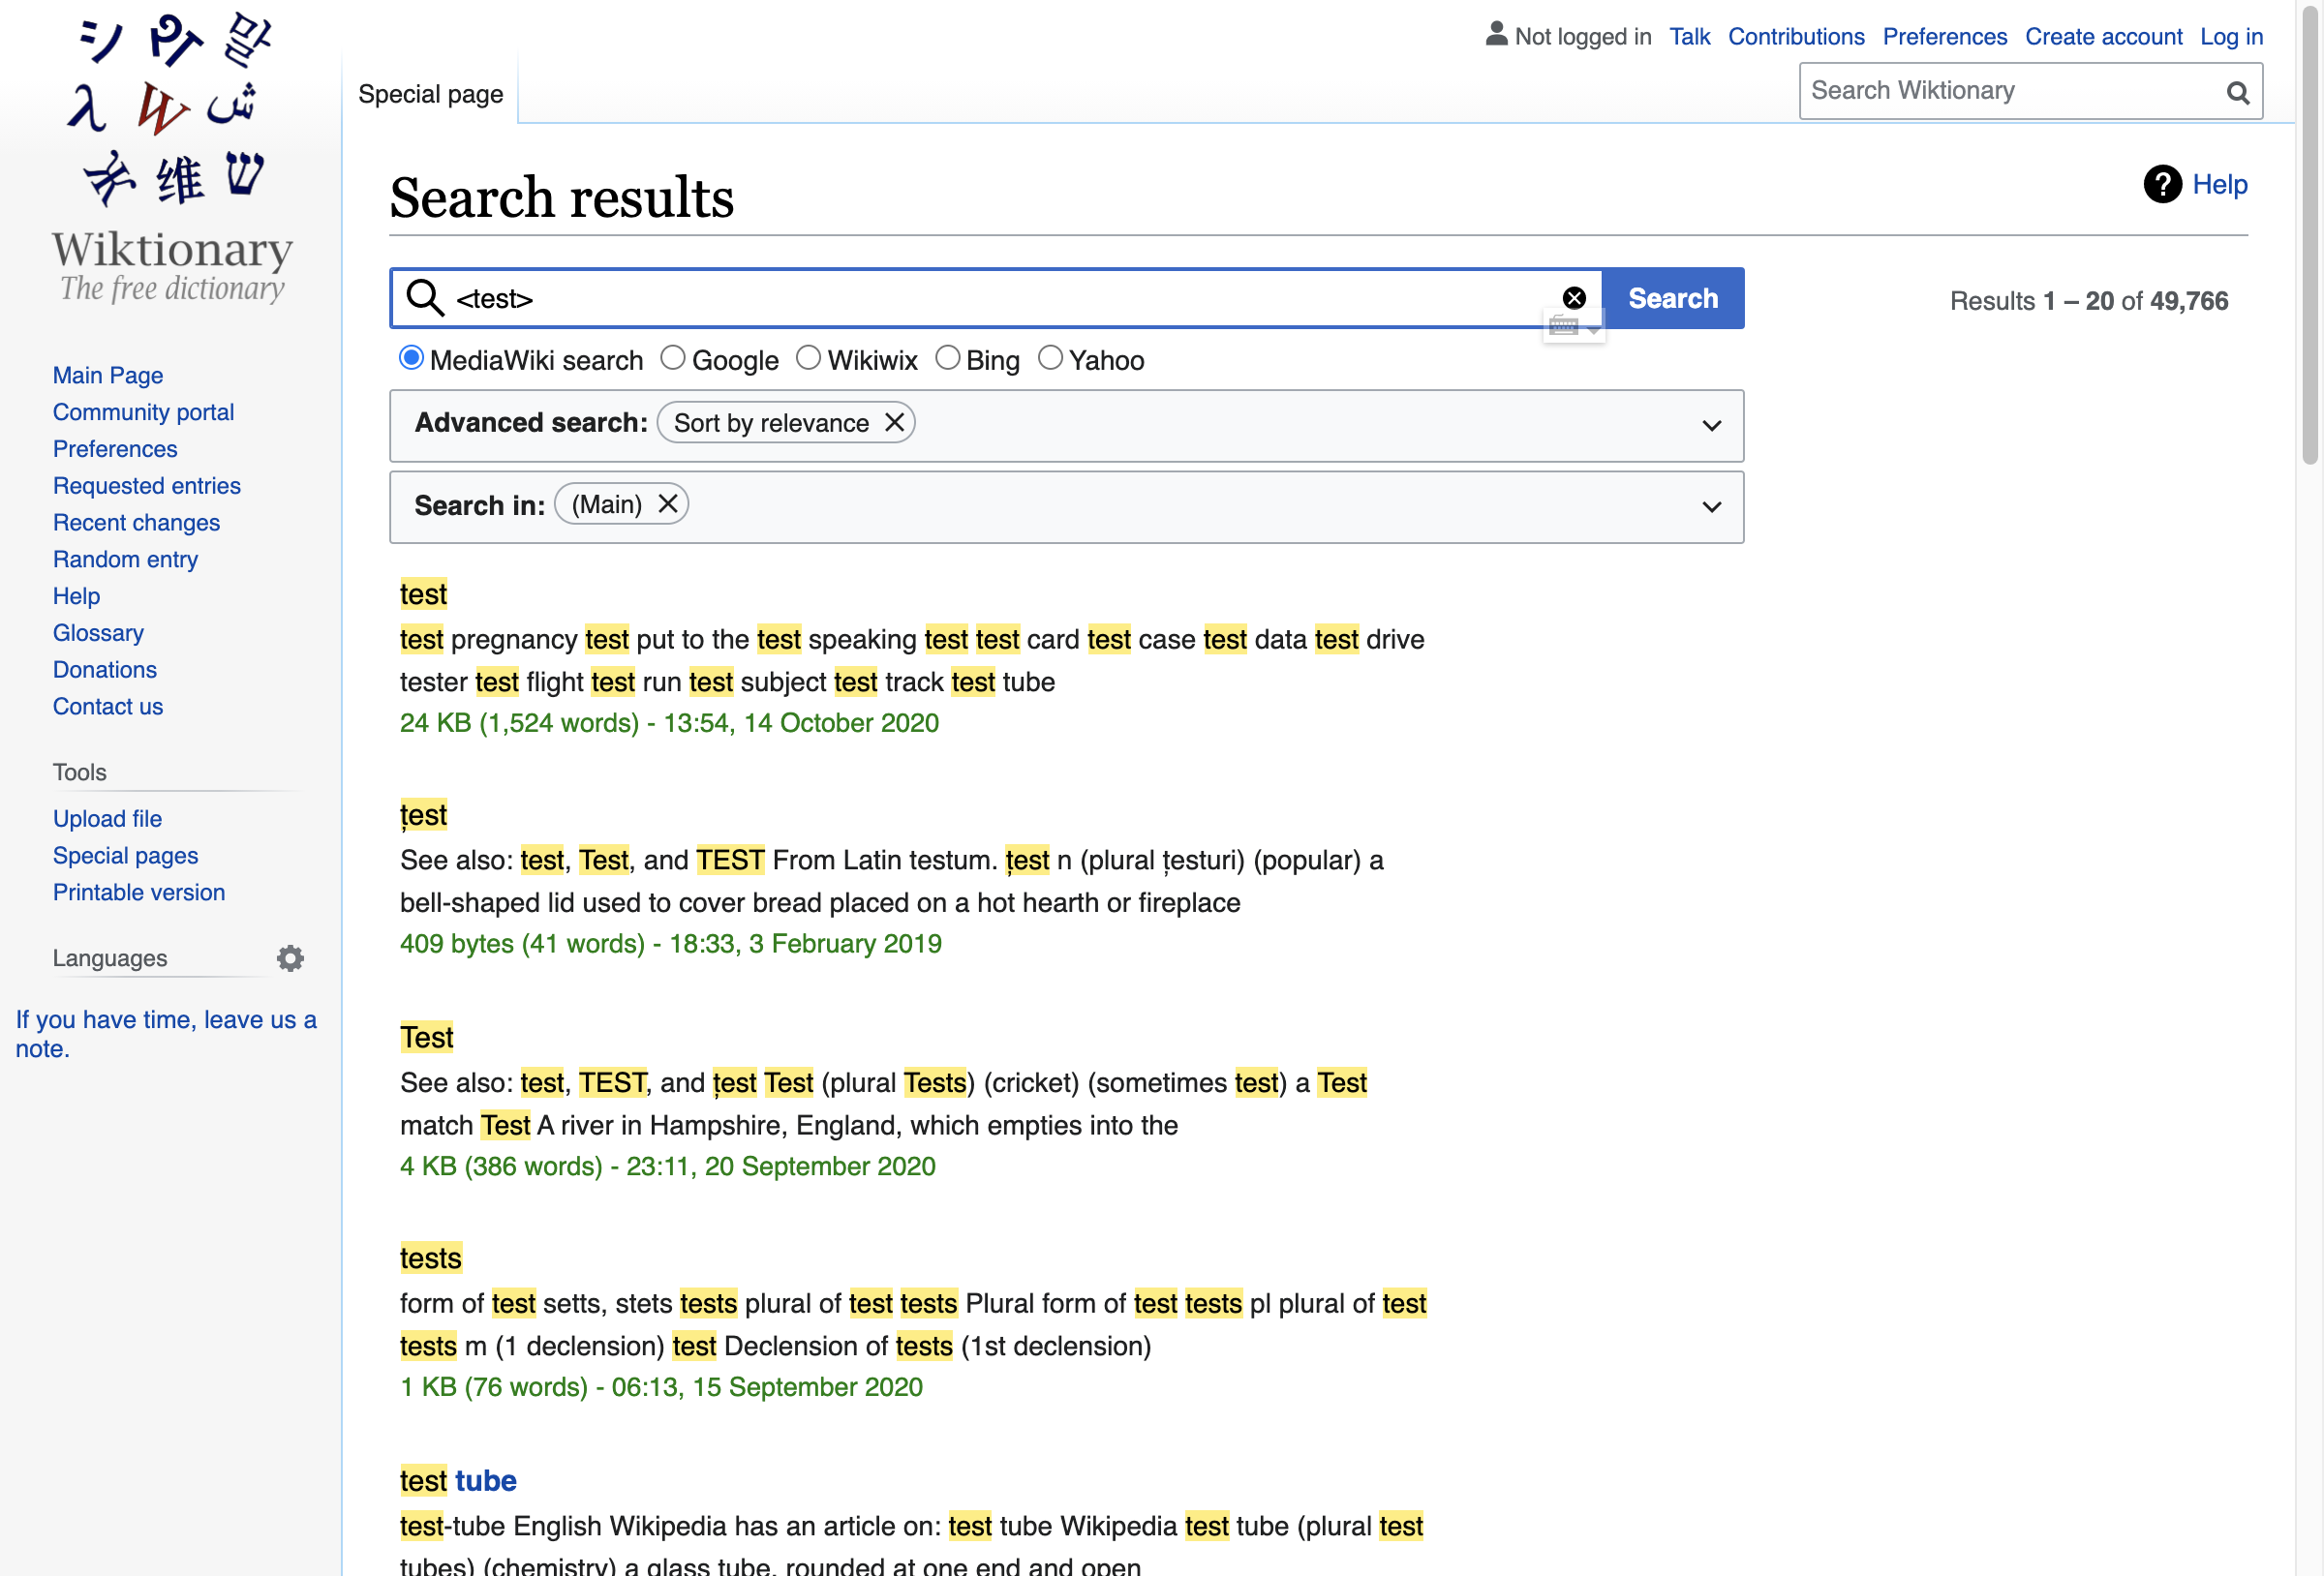 シ
말
λ
W
ش
维
ש
Wiktionary
The free dictionary
Not logged in Talk Contributions Preferences Create account Log in
Special page
Search Wiktionary
Search results
? Help
<test>
Search
Results 1 – 20 of 49,766
MediaWiki search Google Wikiwix Bing Yahoo
Advanced search: Sort by relevance
Search in: (Main)
Main Page
Community portal
Preferences
Requested entries
Recent changes
Random entry
Help
Glossary
Donations
Contact us
Tools
Upload file
Special pages
Printable version
Languages
If you have time, leave us a
note.
test
test pregnancy test put to the test speaking test test card test case test data test drive
tester test flight test run test subject test track test tube
24 KB (1,524 words) - 13:54, 14 October 2020
țest
See also: test, Test, and TEST From Latin testum. țest n (plural țesturi) (popular) a
bell-shaped lid used to cover bread placed on a hot hearth or fireplace
409 bytes (41 words) - 18:33, 3 February 2019
Test
See also: test, TEST, and țest Test (plural Tests) (cricket) (sometimes test) a Test
match Test A river in Hampshire, England, which empties into the
4 KB (386 words) - 23:11, 20 September 2020
tests
form of test setts, stets tests plural of test tests Plural form of test tests pl plural of test
tests m (1 declension) test Declension of tests (1st declension)
1 KB (76 words) - 06:13, 15 September 2020
test tube
test-tube English Wikipedia has an article on: test tube Wikipedia test tube (plural test
tubes) (chemistry) a glass tube, rounded at one end and open